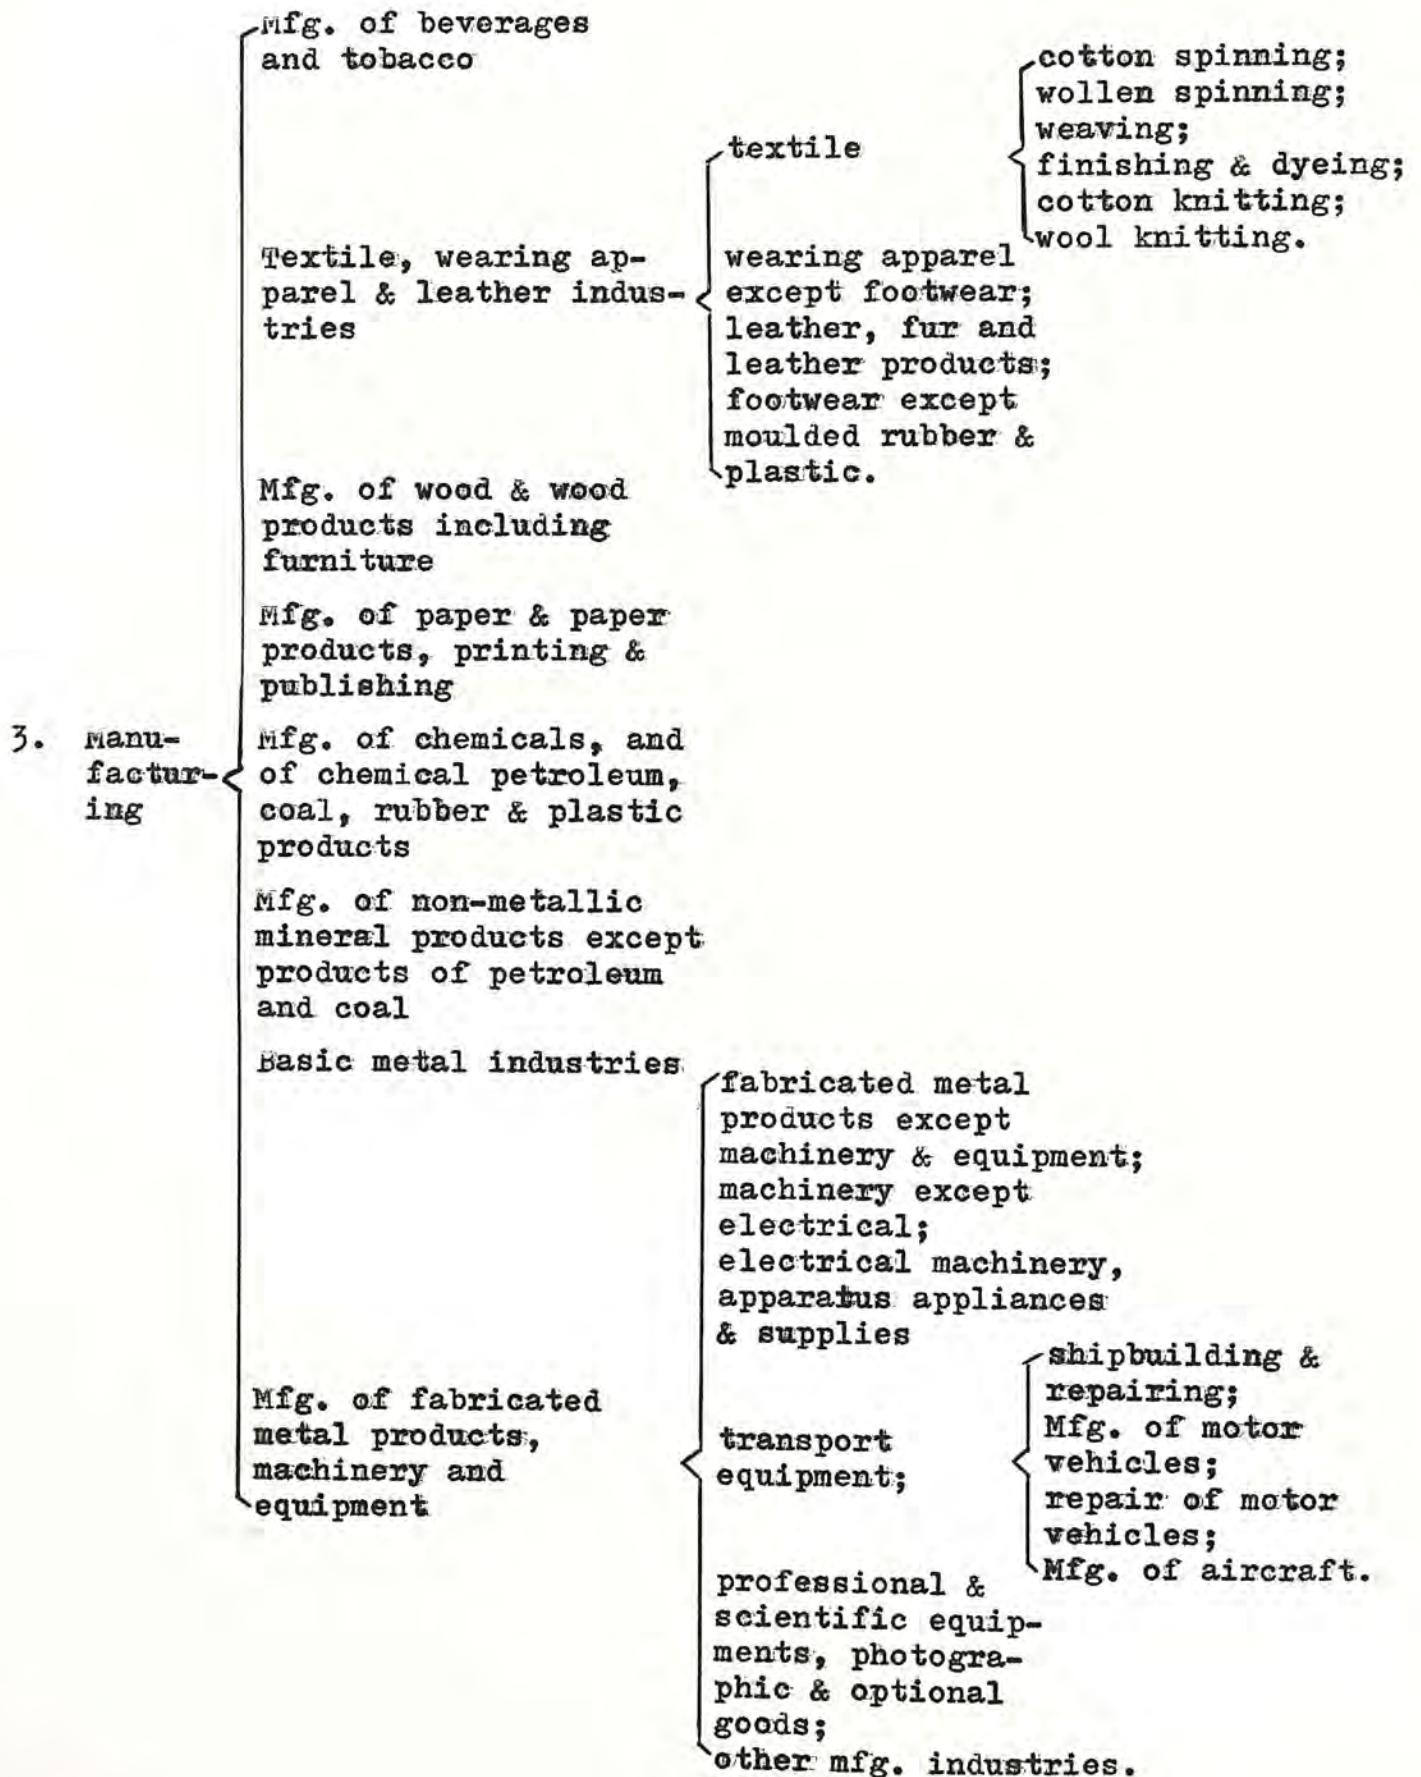 3. Manu-
factur-
ing
Mfg. of beverages
and tobacco
Textile, wearing ap-
parel & leather indus-
tries
textile
cotton spinning;
wollen spinning;
weaving;
finishing & dyeing;
cotton knitting;
wool knitting.
wearing apparel
except footwear;
leather, fur and
leather products;
footwear except
moulded rubber &
plastic.
Mfg. of wood & wood
products including
furniture
Mfg. of paper & paper
products, printing &
publishing
Mfg. of chemicals, and
of chemical petroleum,
coal, rubber & plastic
products
Mfg. of non-metallic
mineral products except
products of petroleum
and coal
Basic metal industries
Mfg. of fabricated
metal products,
machinery and
equipment
fabricated metal
products except
machinery & equipment;
machinery except
electrical;
electrical machinery,
apparatus appliances
& supplies
transport
equipment;
shipbuilding &
repairing;
Mfg. of motor
vehicles;
repair of motor
vehicles;
Mfg. of aircraft.
professional &
scientific equip-
ments, photogra-
phic & optional
goods;
other mfg. industries.